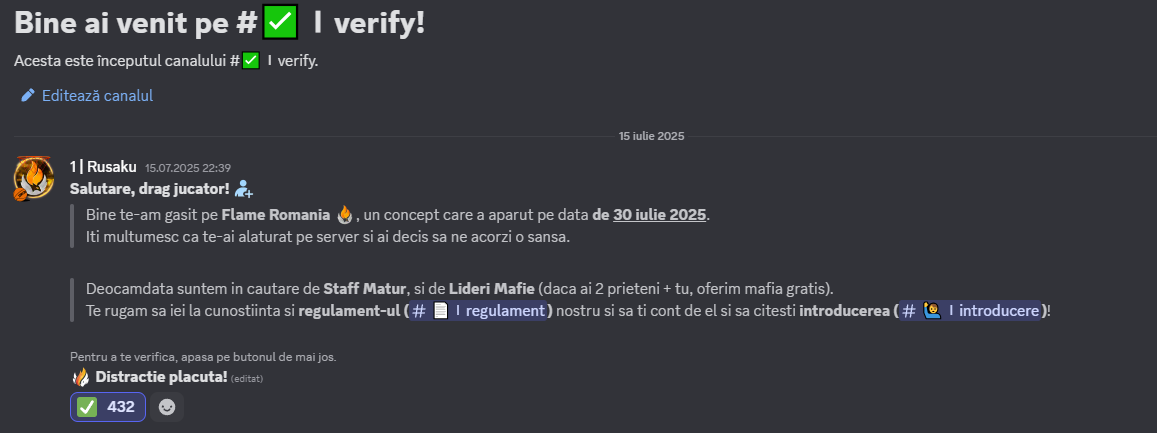 Bine ai venit pe #✅ | verify!
Acesta este începutul canalului #✅ | verify.
Editează canalul
15 iulie 2025
1 | Rusaku 15.07.2025 22:39
Salutare, drag jucator!
Bine te-am gasit pe Flame Romania 🔥, un concept care a aparut pe data de 30 iulie 2025.
Iti multumesc ca te-ai alaturat pe server si ai decis sa ne acorzi o sansa.
Deocamdata suntem in cautare de Staff Matur, si de Lideri Mafie (daca ai 2 prieteni + tu, oferim mafia gratis).
Te rugam sa iei la cunostiinta si regulament-ul (# 📄 | regulament) nostru si sa ti cont de el si sa citesti introducerea (# 🙋 | introducere)!
Pentru a te verifica, apasa pe butonul de mai jos.
🔥 Distractie placuta! (editat)
✅ 432